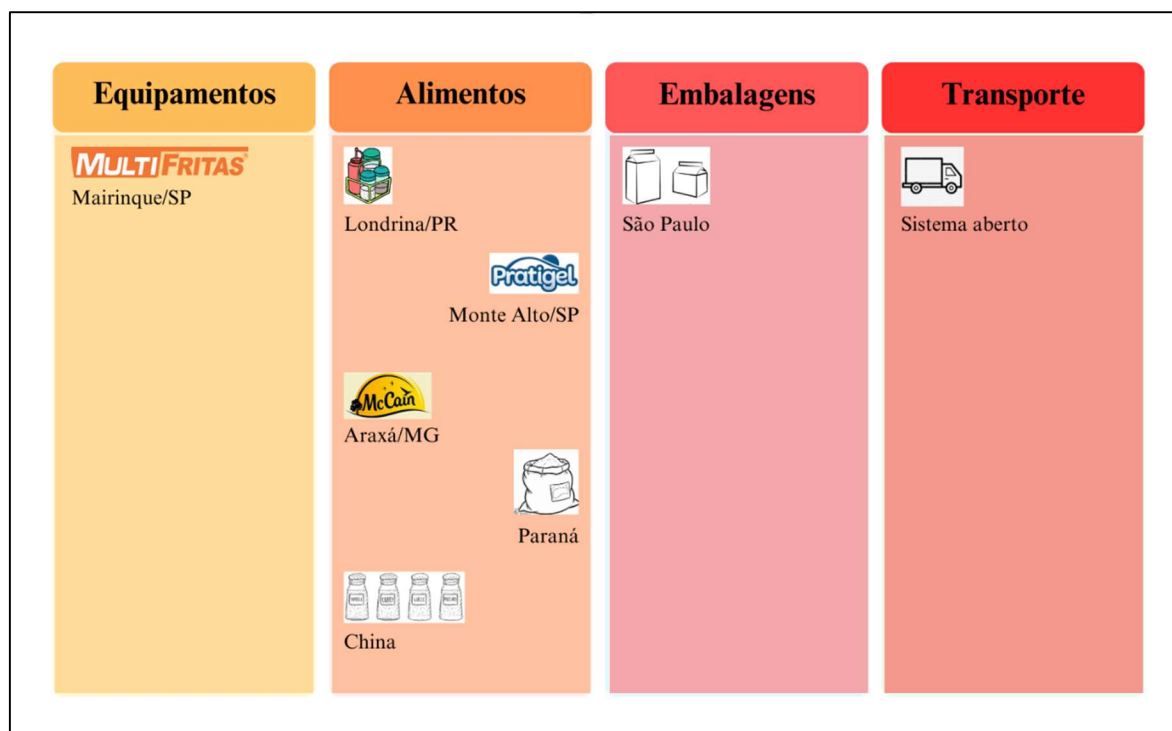 Equipamentos
Alimentos
Embalagens
Transporte
MULTIFRITAS
Mairinque/SP
Londrina/PR
Pratigel
Monte Alto/SP
McCain
Araxá/MG
Paraná
China
São Paulo
Sistema aberto